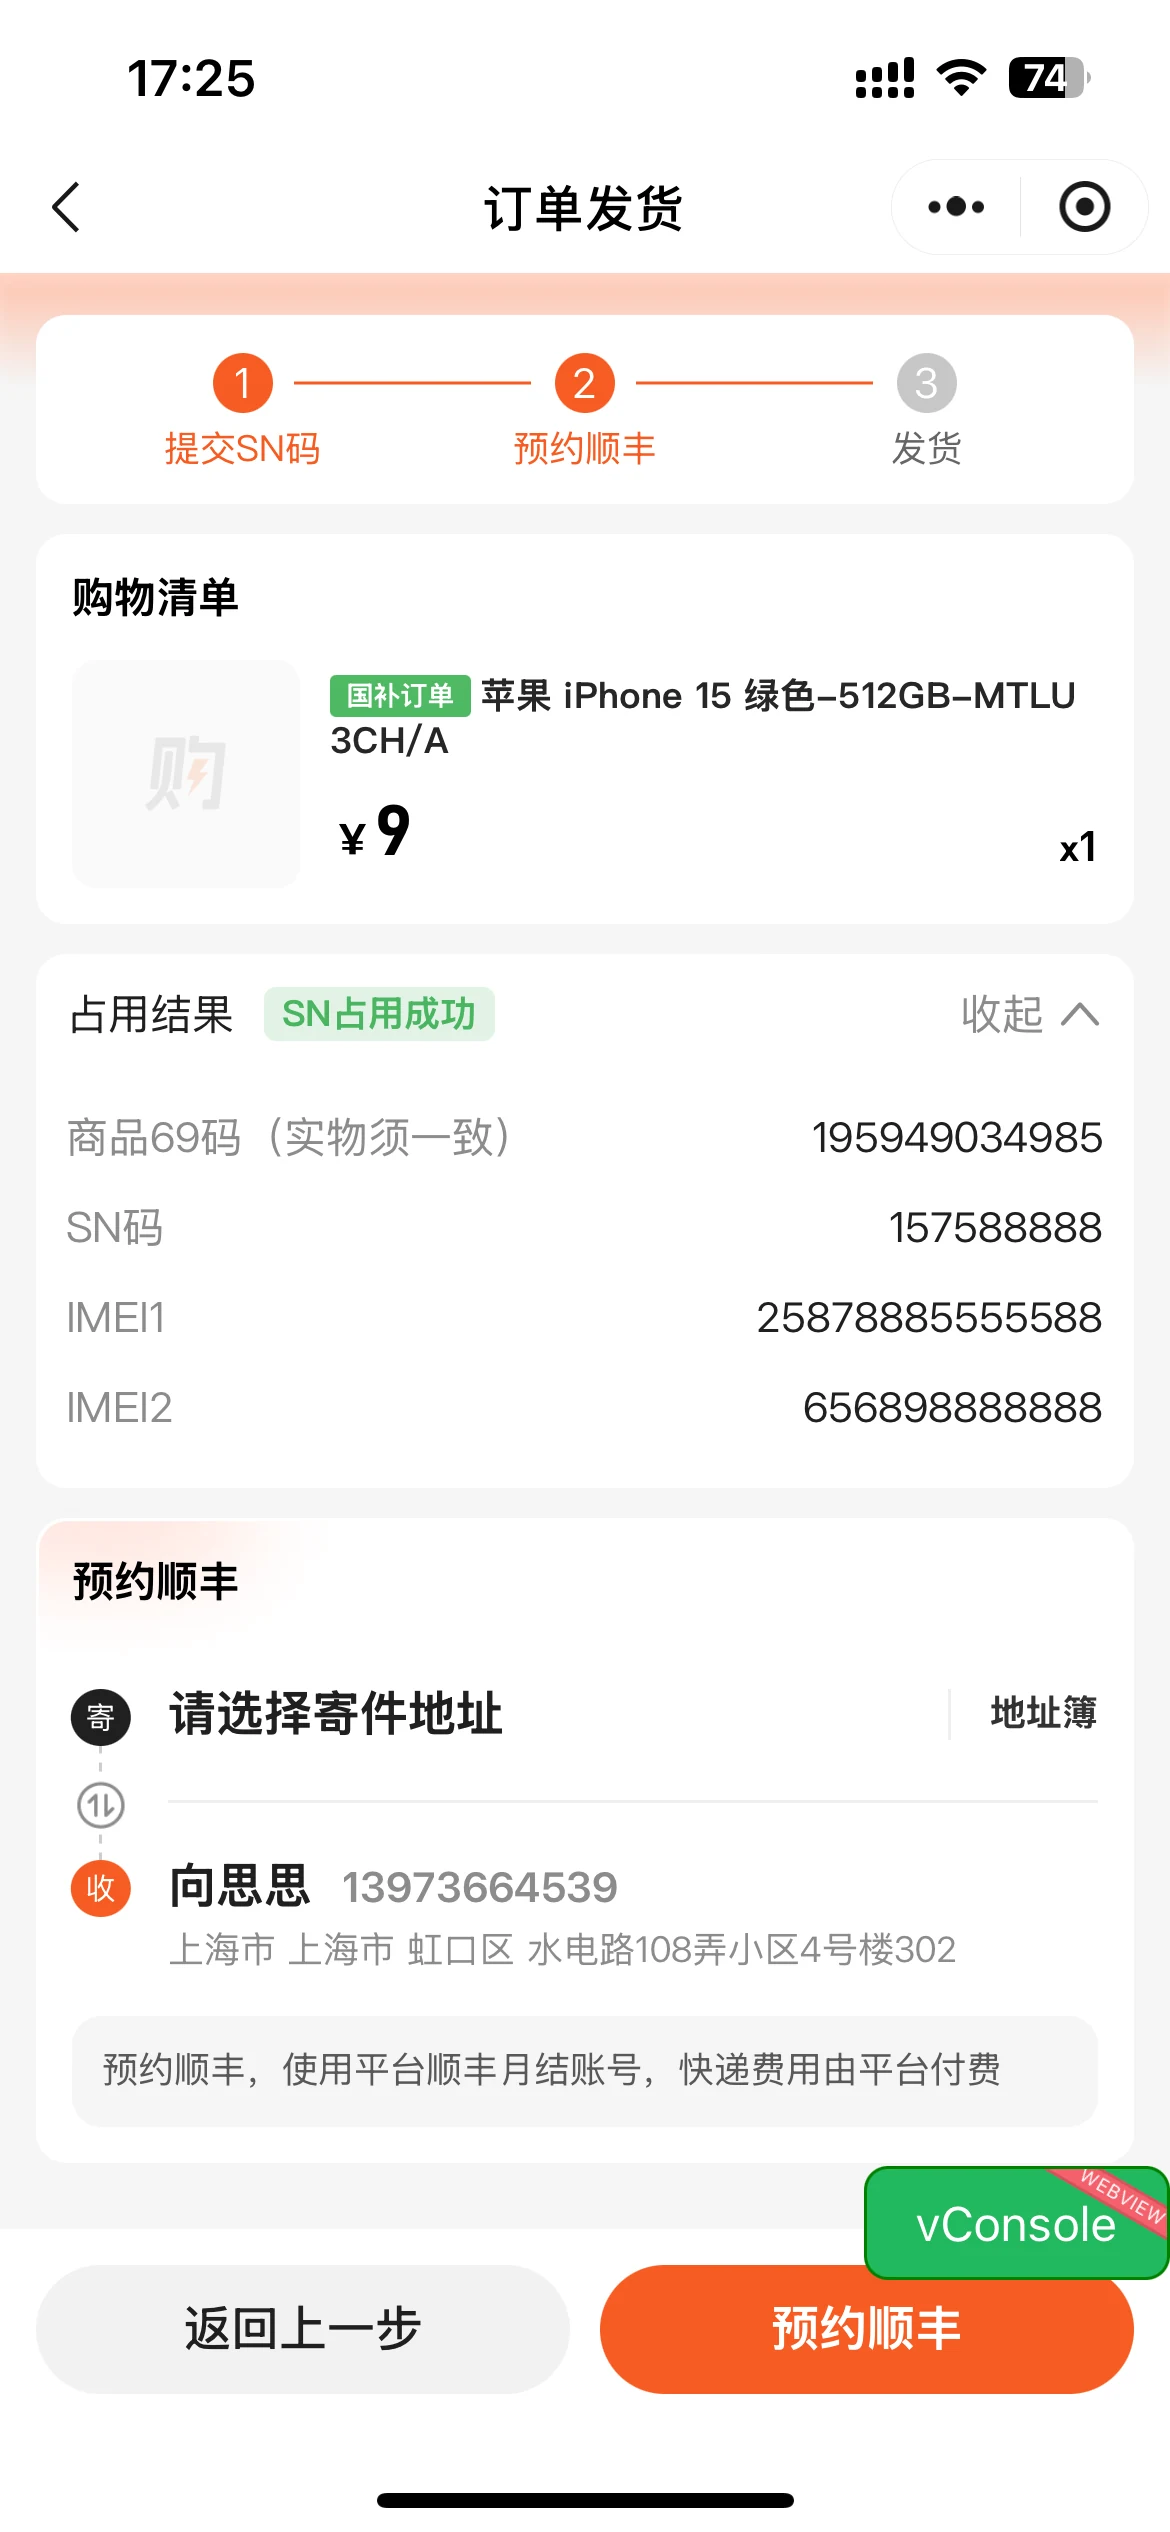 17:25
74
订单发货
1
2
3
提交SN码
预约顺丰
发货
购物清单
购
国补订单 苹果 iPhone 15 绿色-512GB-MTLU
3CH/A
¥9
x1
占用结果 SN占用成功 收起
商品69码（实物须一致） 195949034985
SN码 157588888
IMEI1 25878885555588
IMEI2 656898888888
预约顺丰
寄 请选择寄件地址 地址簿
收 向思思 13973664539
上海市 上海市 虹口区 水电路108弄小区4号楼302
预约顺丰，使用平台顺丰月结账号，快递费用由平台付费
WEBVIEW
vConsole
返回上一步 预约顺丰